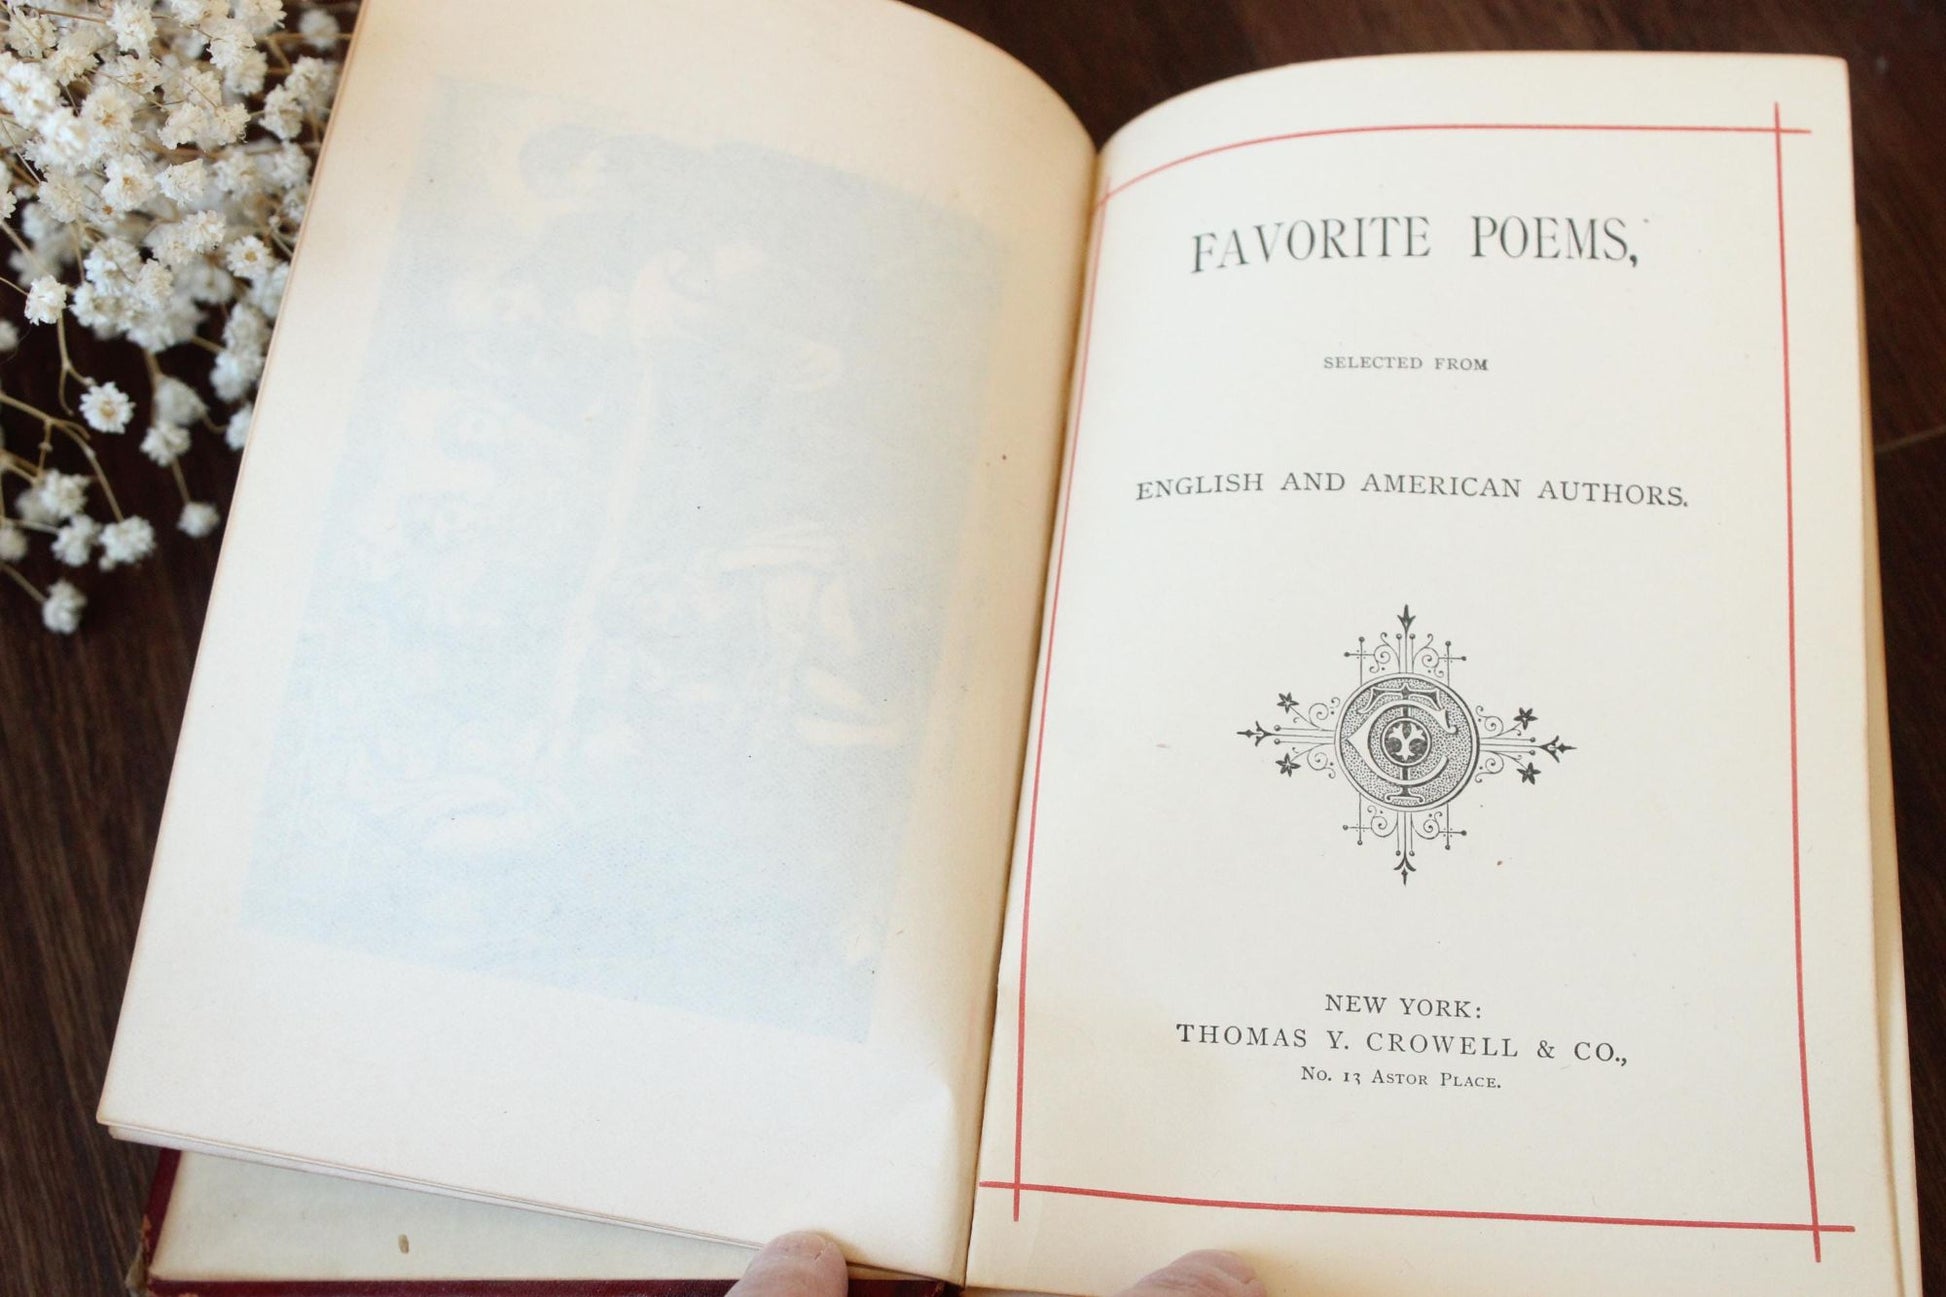 FAVORITE POEMS,
SELECTED FROM
ENGLISH AND AMERICAN AUTHORS.
NEW YORK:
THOMAS Y. CROWELL & CO.,
No. 13 Astor Place.